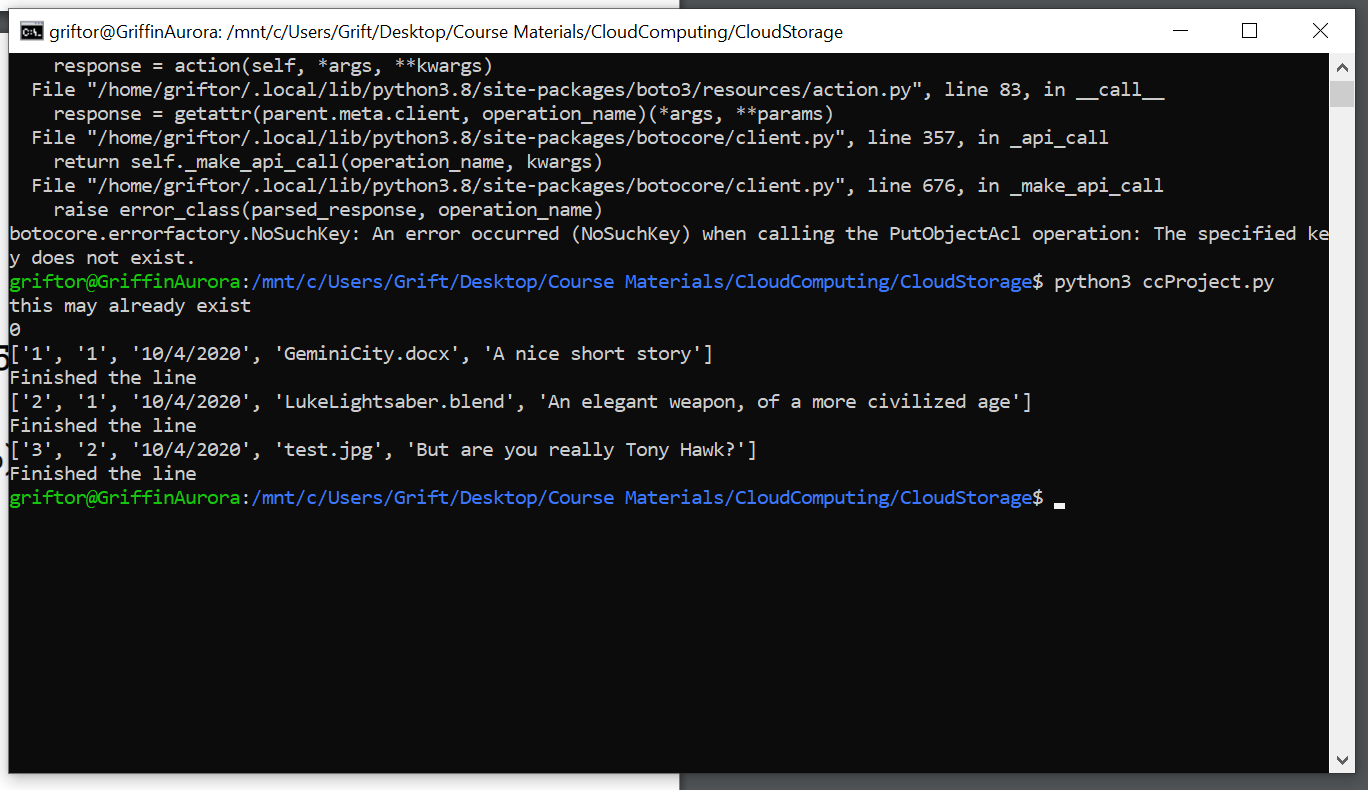 griftor@GriffinAurora: /mnt/c/Users/Grift/Desktop/Course Materials/CloudComputing/CloudStorage
    response = action(self, *args, **kwargs)
  File "/home/griftor/.local/lib/python3.8/site-packages/boto3/resources/action.py", line 83, in __call__
    response = getattr(parent.meta.client, operation_name)(*args, **params)
  File "/home/griftor/.local/lib/python3.8/site-packages/botocore/client.py", line 357, in _api_call
    return self._make_api_call(operation_name, kwargs)
  File "/home/griftor/.local/lib/python3.8/site-packages/botocore/client.py", line 676, in _make_api_call
    raise error_class(parsed_response, operation_name)
botocore.errorfactory.NoSuchKey: An error occurred (NoSuchKey) when calling the PutObjectAcl operation: The specified ke
y does not exist.
griftor@GriffinAurora:/mnt/c/Users/Grift/Desktop/Course Materials/CloudComputing/CloudStorage$ python3 ccProject.py
this may already exist
0
['1', '1', '10/4/2020', 'GeminiCity.docx', 'A nice short story']
Finished the line
['2', '1', '10/4/2020', 'LukeLightsaber.blend', 'An elegant weapon, of a more civilized age']
Finished the line
['3', '2', '10/4/2020', 'test.jpg', 'But are you really Tony Hawk?']
Finished the line
griftor@GriffinAurora:/mnt/c/Users/Grift/Desktop/Course Materials/CloudComputing/CloudStorage$